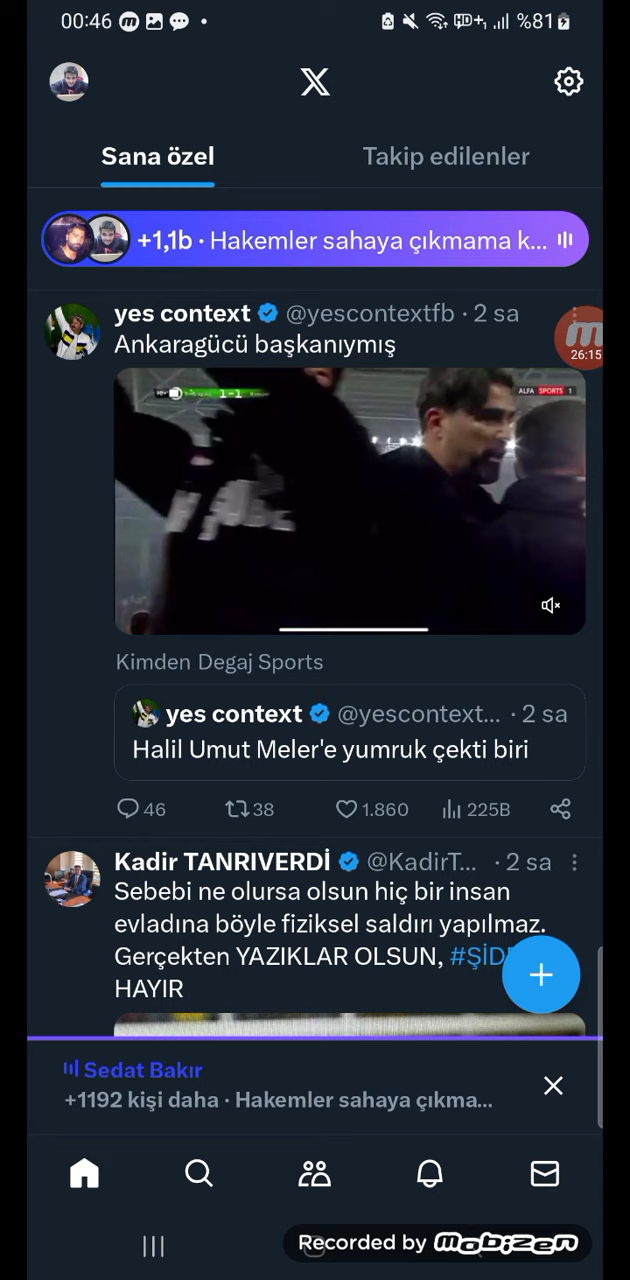 00:46
%81
Sana özel
Takip edilenler
+1,1b · Hakemler sahaya çıkmama k...
yes context @yescontextfb · 2 sa
Ankaragücü başkanıymış
26:15
1-1
ALFA SPORTS 1
Kimden Degaj Sports
yes context @yescontext... · 2 sa
Halil Umut Meler'e yumruk çekti biri
46 38 1.860 225B
Kadir TANRIVERDİ @KadirT... · 2 sa
Sebebi ne olursa olsun hiç bir insan
evladına böyle fiziksel saldırı yapılmaz.
Gerçekten YAZIKLAR OLSUN, #ŞİD
HAYIR
Sedat Bakır
+1192 kişi daha · Hakemler sahaya çıkma...
Recorded by mobizen